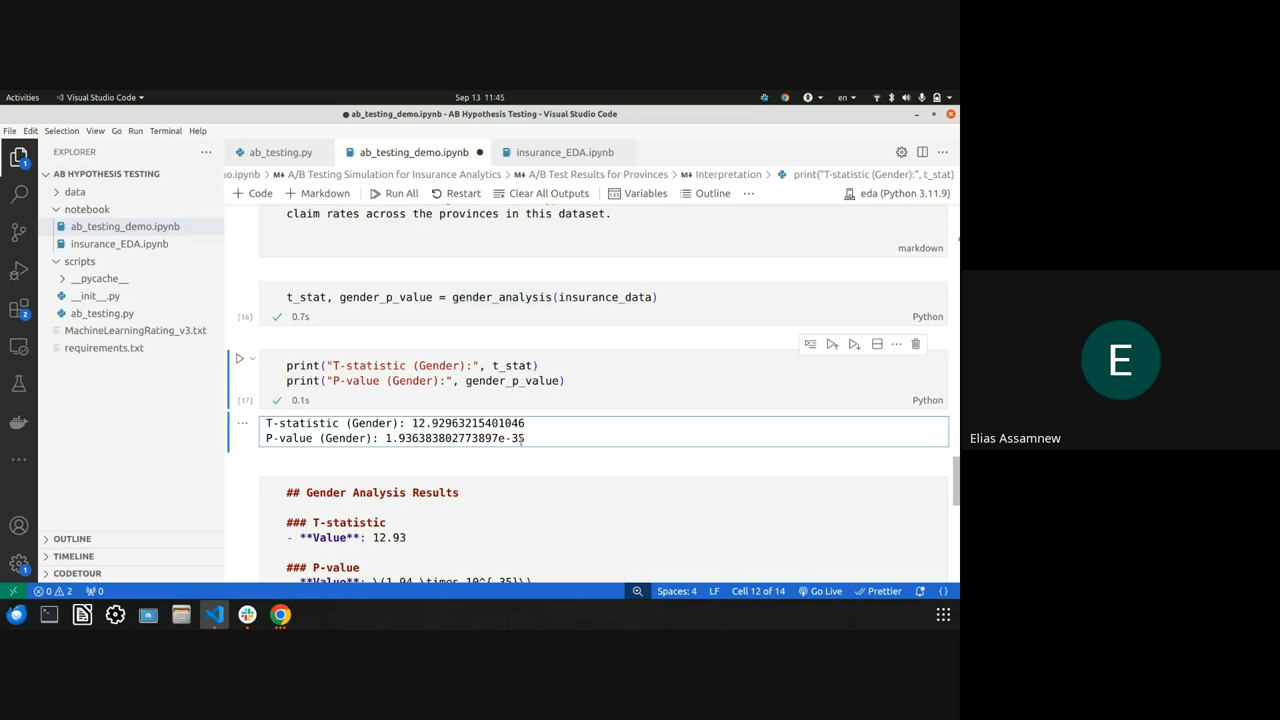 Activities
Visual Studio Code
Sep 13 11:45
en
● ab_testing_demo.ipynb - AB Hypothesis Testing - Visual Studio Code
File Edit Selection View Go Run Terminal Help
EXPLORER
ab_testing.py
ab_testing_demo.ipynb
insurance_EDA.ipynb
AB HYPOTHESIS TESTING
data
notebook
ab_testing_demo.ipynb
insurance_EDA.ipynb
scripts
__pycache__
__init__.py
ab_testing.py
MachineLearningRating_v3.txt
requirements.txt
OUTLINE
TIMELINE
CODETOUR
1
2
1
o.ipynb > A/B Testing Simulation for Insurance Analytics > A/B Test Results for Provinces > Interpretation > print("T-statistic (Gender):", t_stat)
+ Code + Markdown Run All Restart Clear All Outputs Variables Outline ... eda (Python 3.11.9)
claim rates across the provinces in this dataset.
markdown
t_stat, gender_p_value = gender_analysis(insurance_data)
[16] 0.7s Python
print("T-statistic (Gender):", t_stat)
print("P-value (Gender):", gender_p_value)
[17] 0.1s Python
T-statistic (Gender): 12.92963215401046
P-value (Gender): 1.936383802773897e-35
## Gender Analysis Results
### T-statistic
- **Value**: 12.93
### P-value
0 2 0 Spaces: 4 LF Cell 12 of 14 Go Live Prettier {}
E
Elias Assamnew